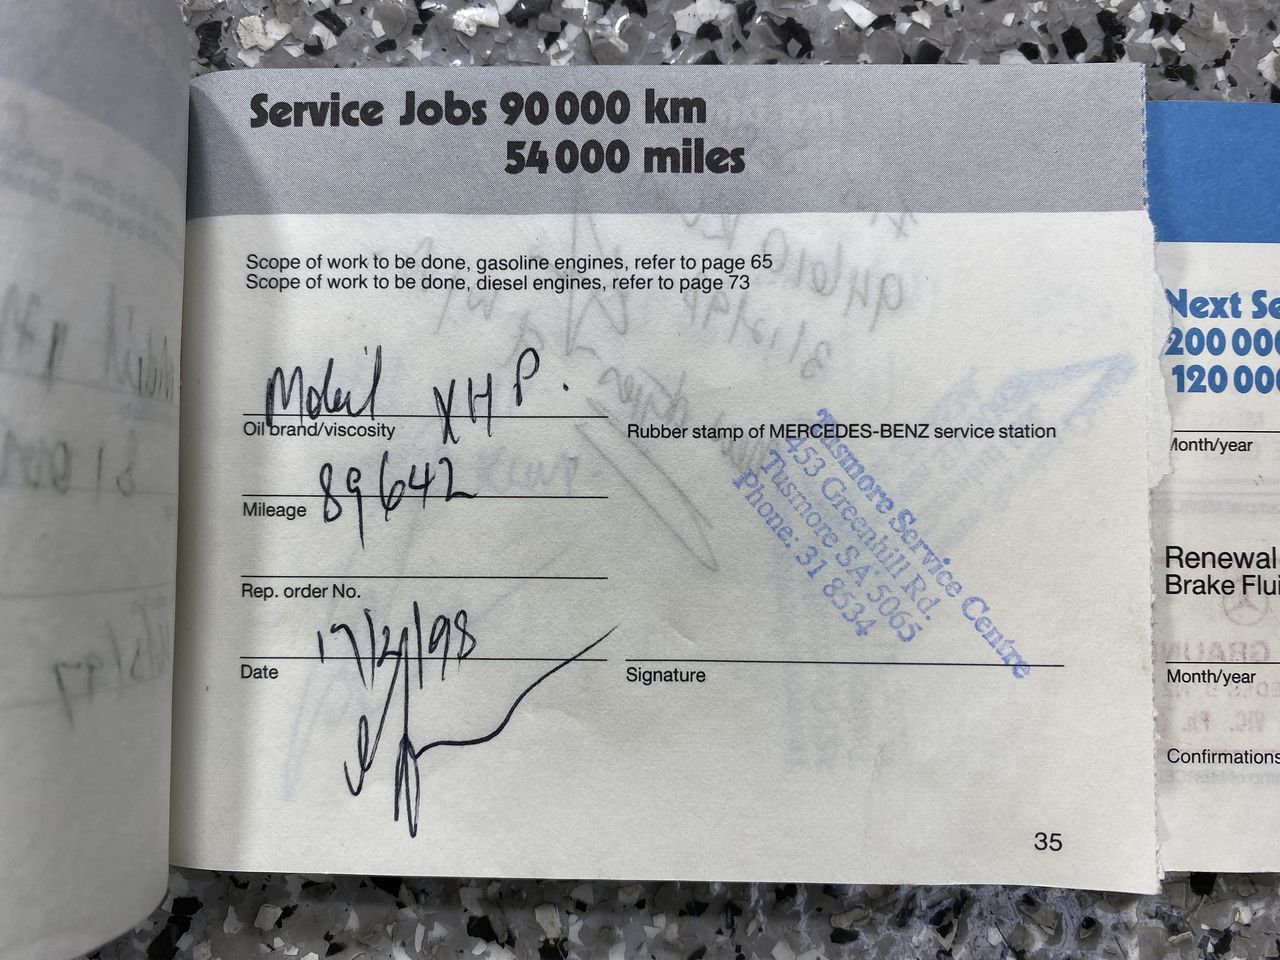 Service Jobs 90 000 km
54 000 miles
Scope of work to be done, gasoline engines, refer to page 65
Scope of work to be done, diesel engines, refer to page 73
Mobil XHP.
Oil brand/viscosity
89642
Mileage
Rep. order No.
17/2/98
Date
Rubber stamp of MERCEDES-BENZ service station
Tusmore Service Centre
453 Greenhill Rd.
Tusmore SA 5065
Phone: 31 8534
Signature
35
Next Se
200 000
120 000
Month/year
Renewal
Brake Flui
Month/year
Confirmations